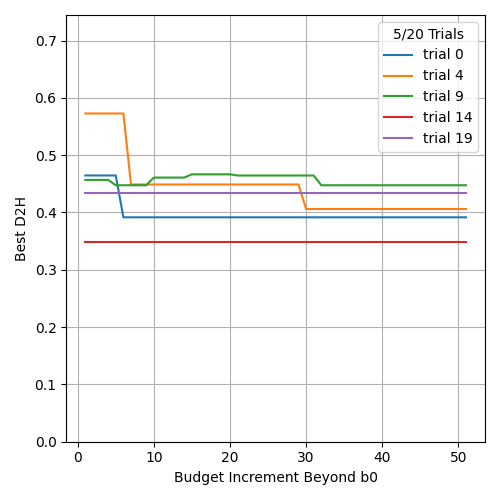 5/20 Trials
trial 0
trial 4
trial 9
trial 14
trial 19
0.7
0.6
0.5
0.4
0.3
0.2
0.1
0.0
Best D2H
0 10 20 30 40 50
Budget Increment Beyond b0